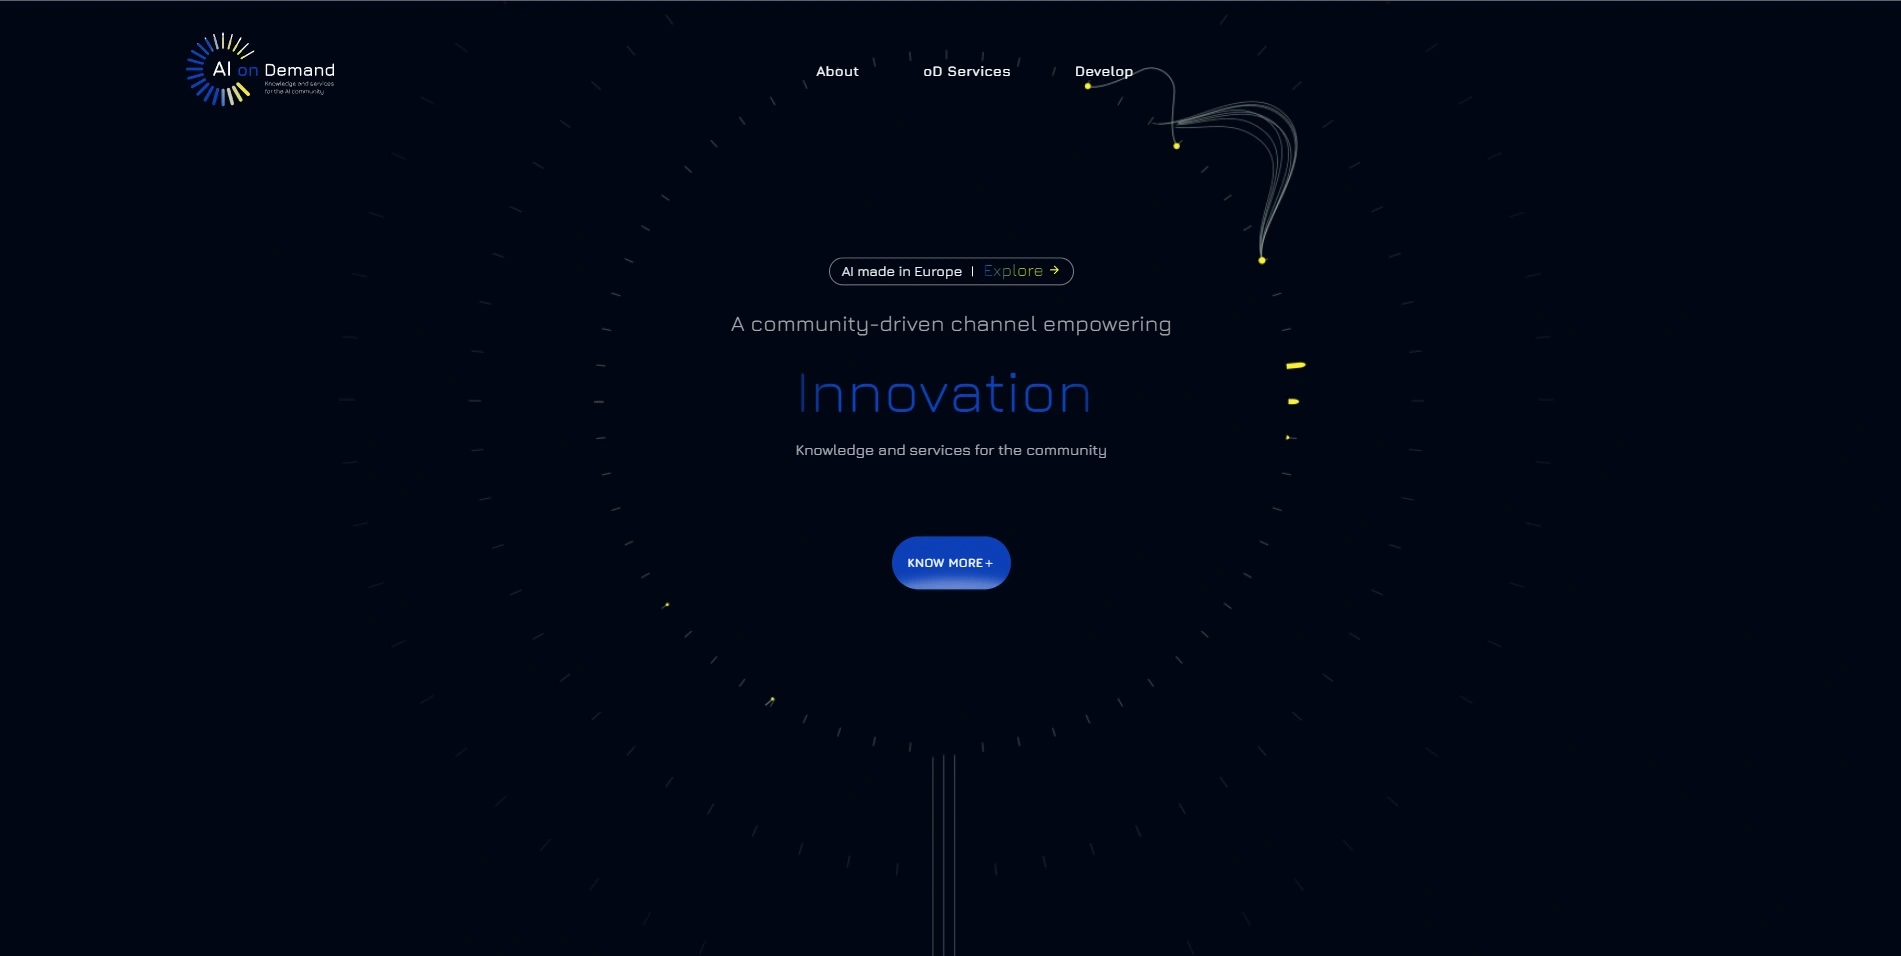 AI on Demand
Knowledge and services
for the AI community
About
oD Services
Develop
AI made in Europe | Explore →
A community-driven channel empowering
Innovation
Knowledge and services for the community
KNOW MORE+